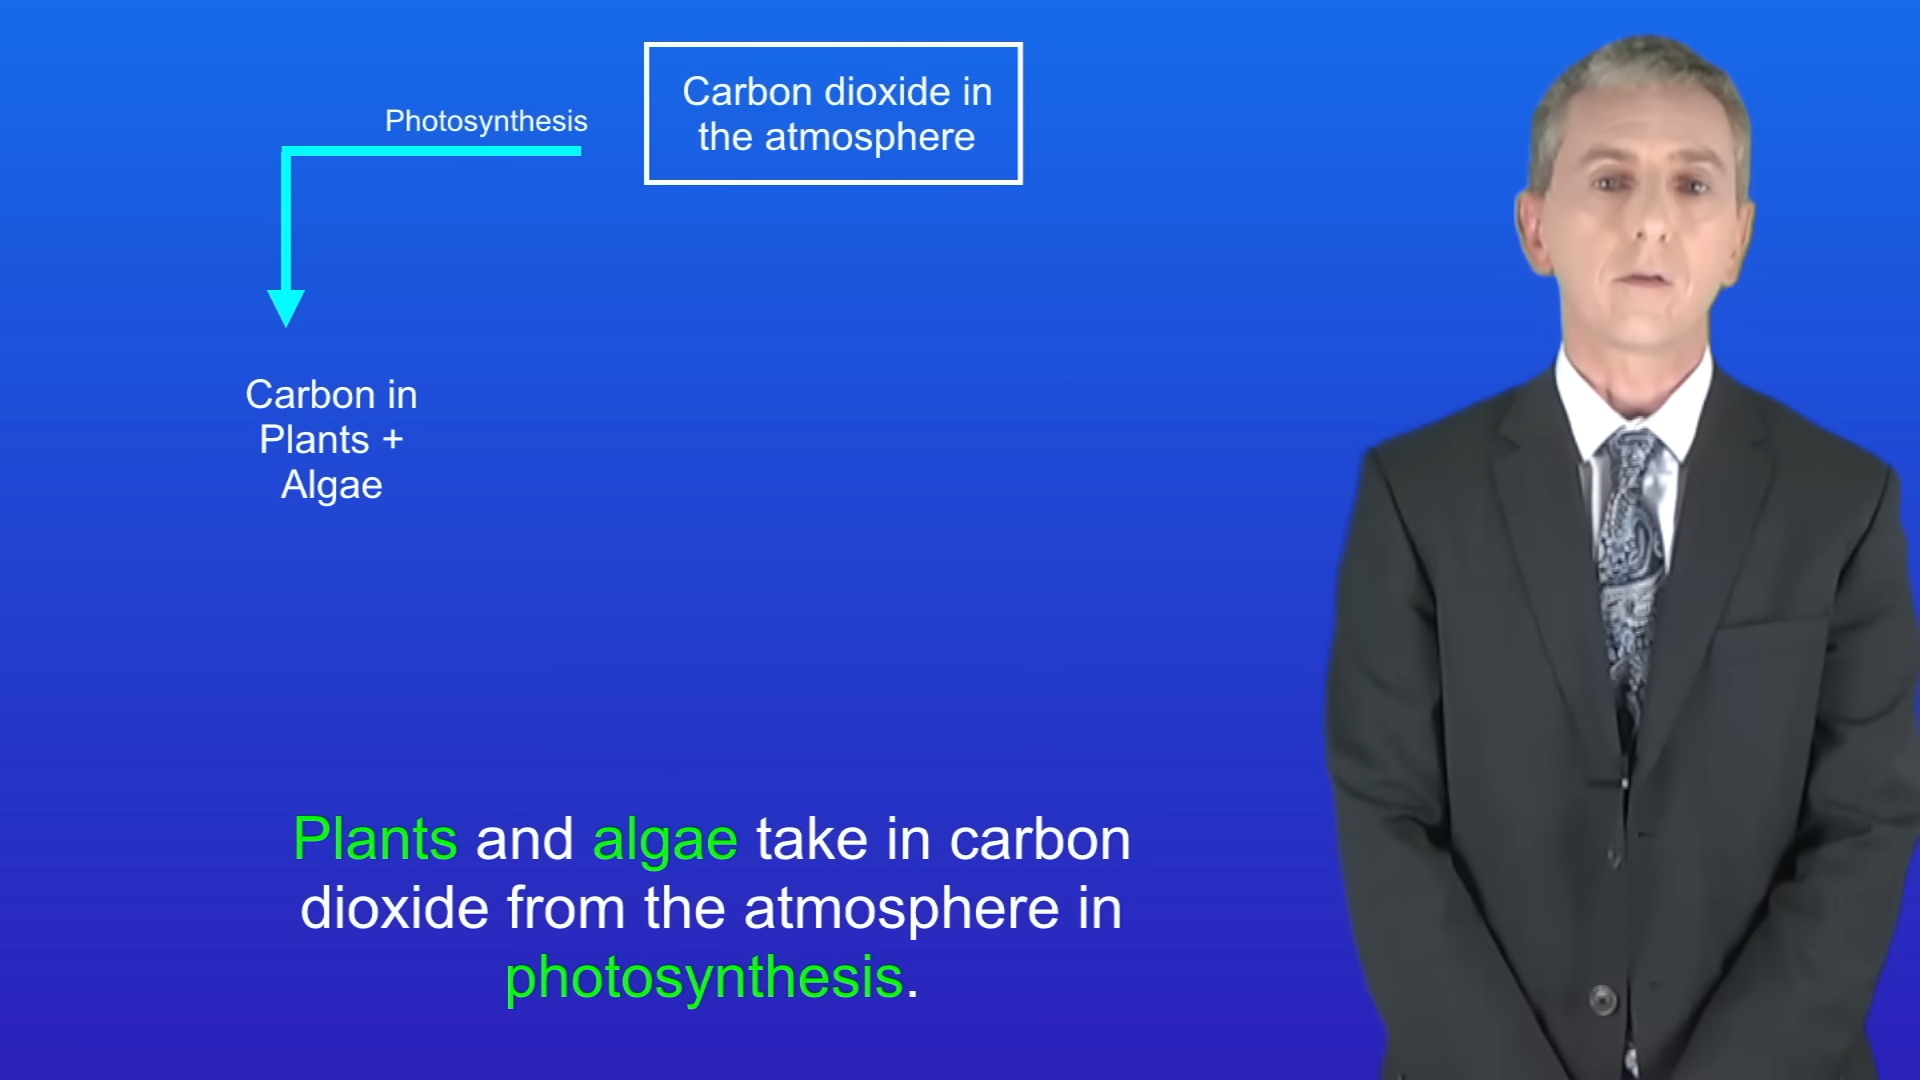 Carbon dioxide in
the atmosphere
Photosynthesis
Carbon in
Plants +
Algae
Plants and algae take in carbon
dioxide from the atmosphere in
photosynthesis.